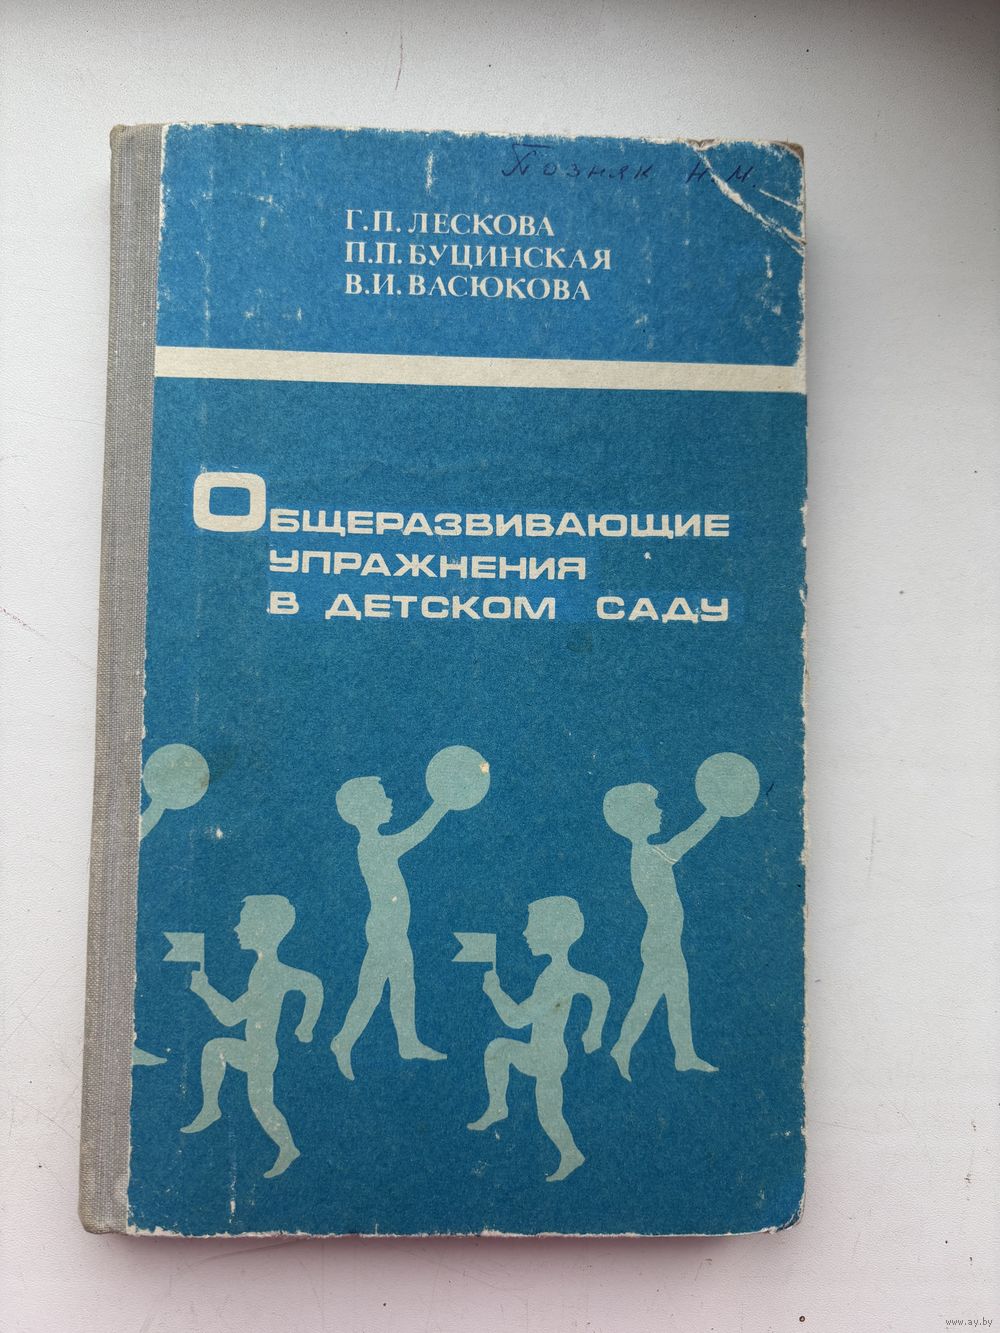 Позняк Н.М.
Г.П. ЛЕСКОВА
П.П. БУЦИНСКАЯ
В.И. ВАСЮКОВА
ОБЩЕРАЗВИВАЮЩИЕ
УПРАЖНЕНИЯ
В ДЕТСКОМ САДУ
www.ay.by